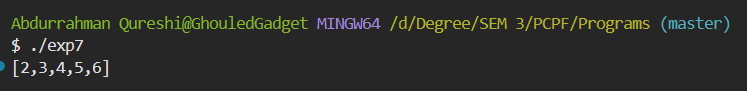 Abdurrahman Qureshi@GhouledGadget MINGW64 /d/Degree/SEM 3/PCPF/Programs (master)
$ ./exp7
[2,3,4,5,6]